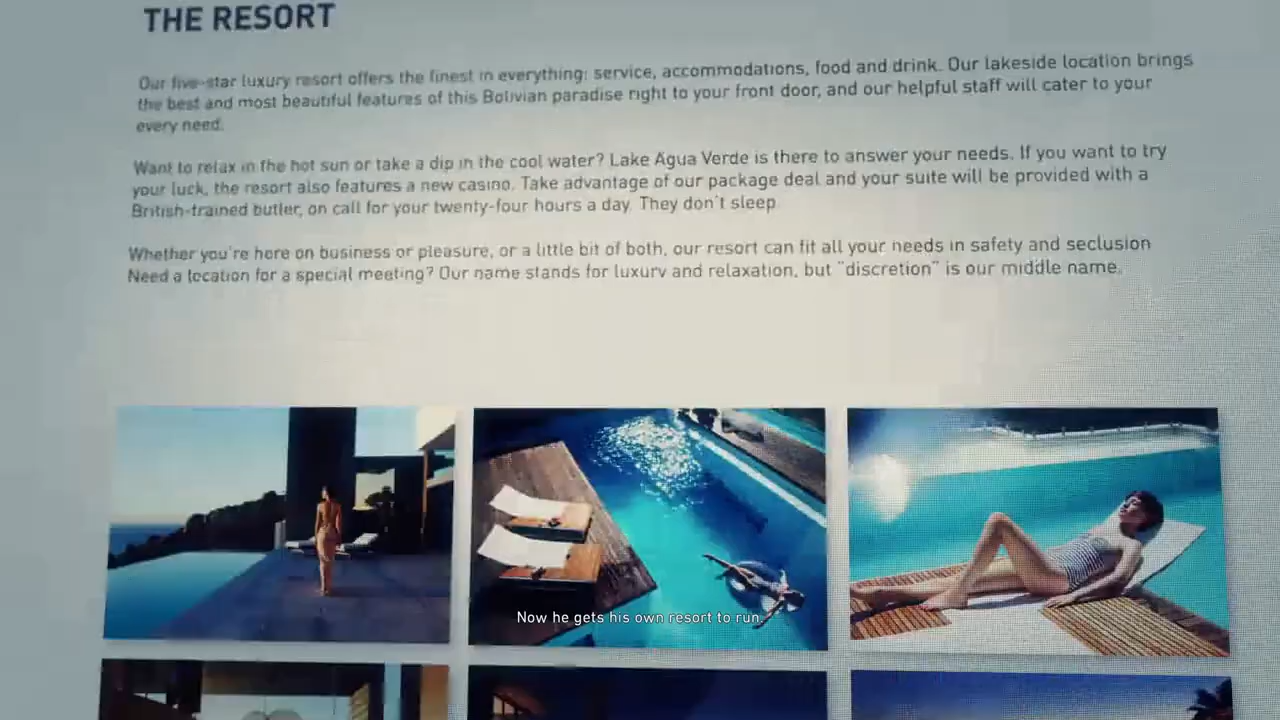 THE RESORT
Our five-star luxury resort offers the finest in everything: service, accommodations, food and drink. Our lakeside location brings
the best and most beautiful features of this Bolivian paradise right to your front door, and our helpful staff will cater to your
every need.
Want to relax in the hot sun or take a dip in the cool water? Lake Agua Verde is there to answer your needs. If you want to try
your luck, the resort also features a new casino. Take advantage of our package deal and your suite will be provided with a
British-trained butler, on call for your twenty-four hours a day. They don't sleep.
Whether you're here on business or pleasure, or a little bit of both, our resort can fit all your needs in safety and seclusion
Need a location for a special meeting? Our name stands for luxury and relaxation, but "discretion" is our middle name.
Now he gets his own resort to run.